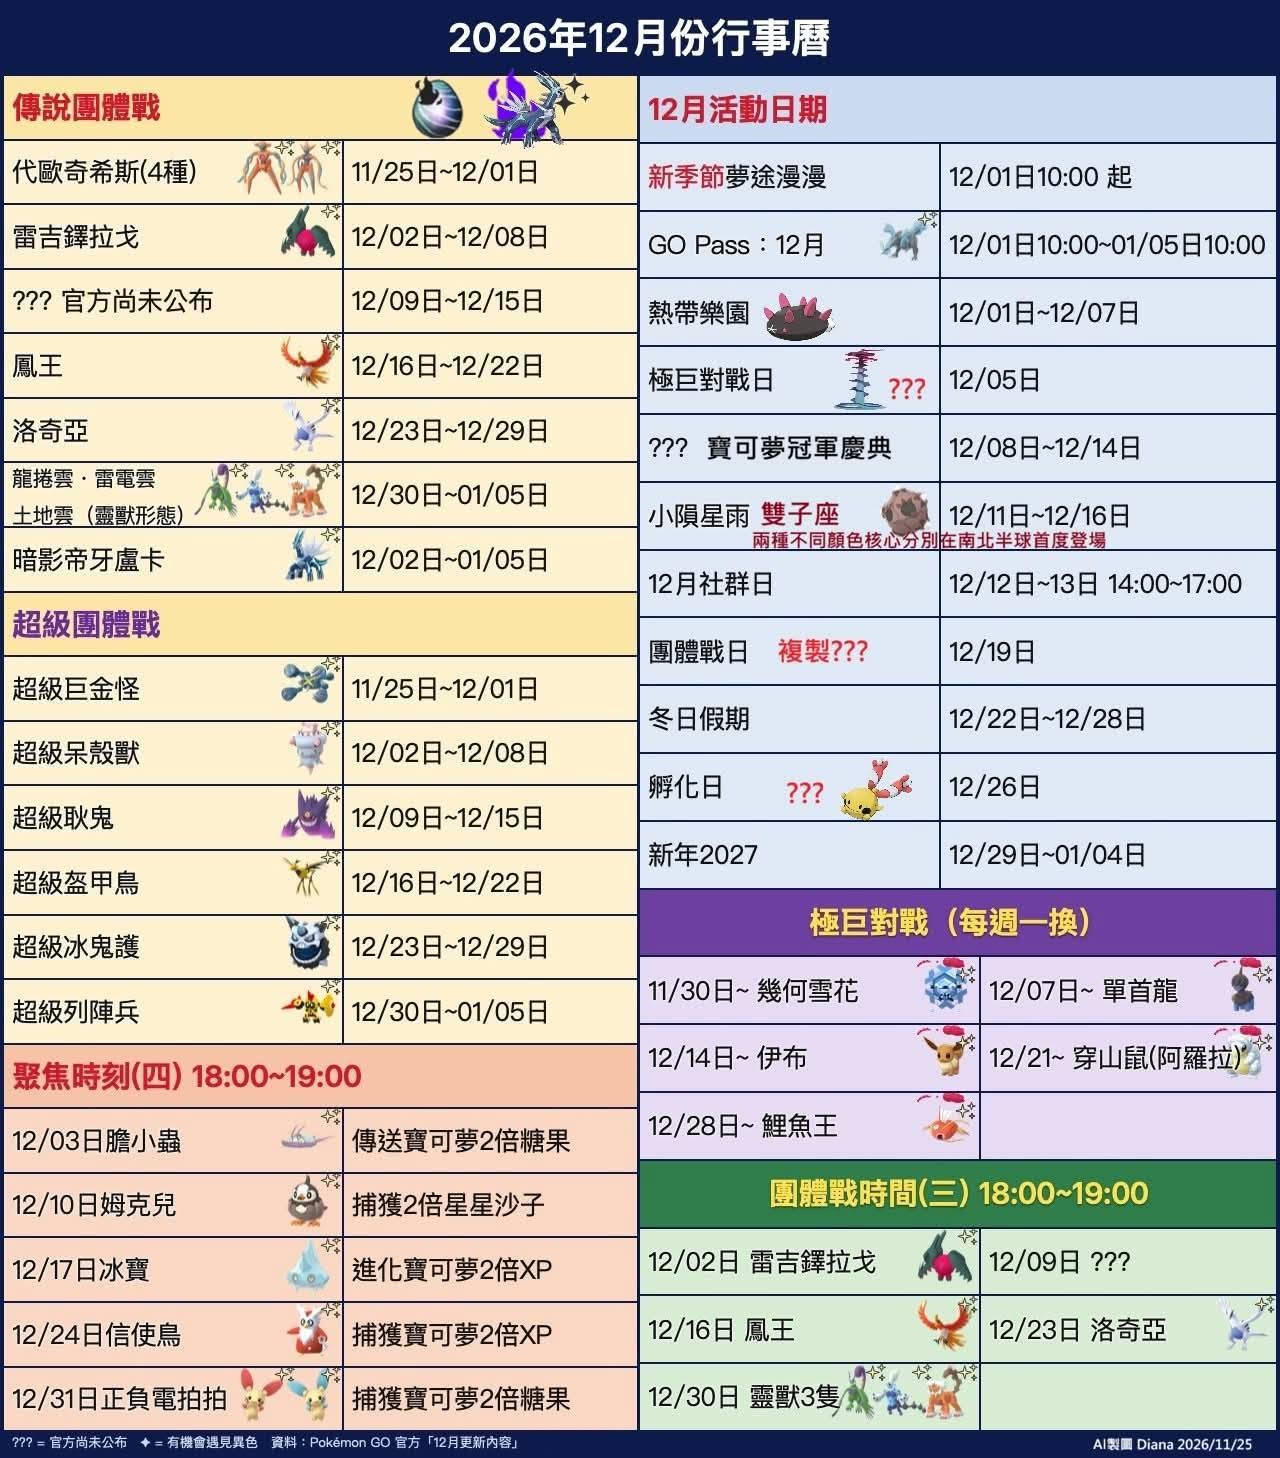 2026年12月份行事曆
傳說團體戰
代歐奇希斯(4種) 11/25日~12/01日
雷吉鐸拉戈 12/02日~12/08日
??? 官方尚未公布 12/09日~12/15日
鳳王 12/16日~12/22日
洛奇亞 12/23日~12/29日
龍捲雲·雷電雲
土地雲（靈獸形態） 12/30日~01/05日
暗影帝牙盧卡 12/02日~01/05日
超級團體戰
超級巨金怪 11/25日~12/01日
超級呆殼獸 12/02日~12/08日
超級耿鬼 12/09日~12/15日
超級盔甲鳥 12/16日~12/22日
超級冰鬼護 12/23日~12/29日
超級列陣兵 12/30日~01/05日
聚焦時刻(四) 18:00~19:00
12/03日膽小蟲 傳送寶可夢2倍糖果
12/10日姆克兒 捕獲2倍星星沙子
12/17日冰寶 進化寶可夢2倍XP
12/24日信使鳥 捕獲寶可夢2倍XP
12/31日正負電拍拍 捕獲寶可夢2倍糖果
12月活動日期
新季節夢途漫漫 12/01日10:00 起
GO Pass：12月 12/01日10:00~01/05日10:00
熱帶樂園 12/01日~12/07日
極巨對戰日 ??? 12/05日
??? 寶可夢冠軍慶典 12/08日~12/14日
小隕星雨 雙子座 12/11日~12/16日
兩種不同顏色核心分別在南北半球首度登場
12月社群日 12/12日~13日 14:00~17:00
團體戰日 複製??? 12/19日
冬日假期 12/22日~12/28日
孵化日 ??? 12/26日
新年2027 12/29日~01/04日
極巨對戰（每週一換）
11/30日~ 幾何雪花 12/07日~ 單首龍
12/14日~ 伊布 12/21~ 穿山鼠(阿羅拉)
12/28日~ 鯉魚王
團體戰時間(三) 18:00~19:00
12/02日 雷吉鐸拉戈 12/09日 ???
12/16日 鳳王 12/23日 洛奇亞
12/30日 靈獸3隻
??? = 官方尚未公布 ✦ = 有機會遇見異色 資料：Pokémon GO 官方「12月更新內容」
AI製圖 Diana 2026/11/25